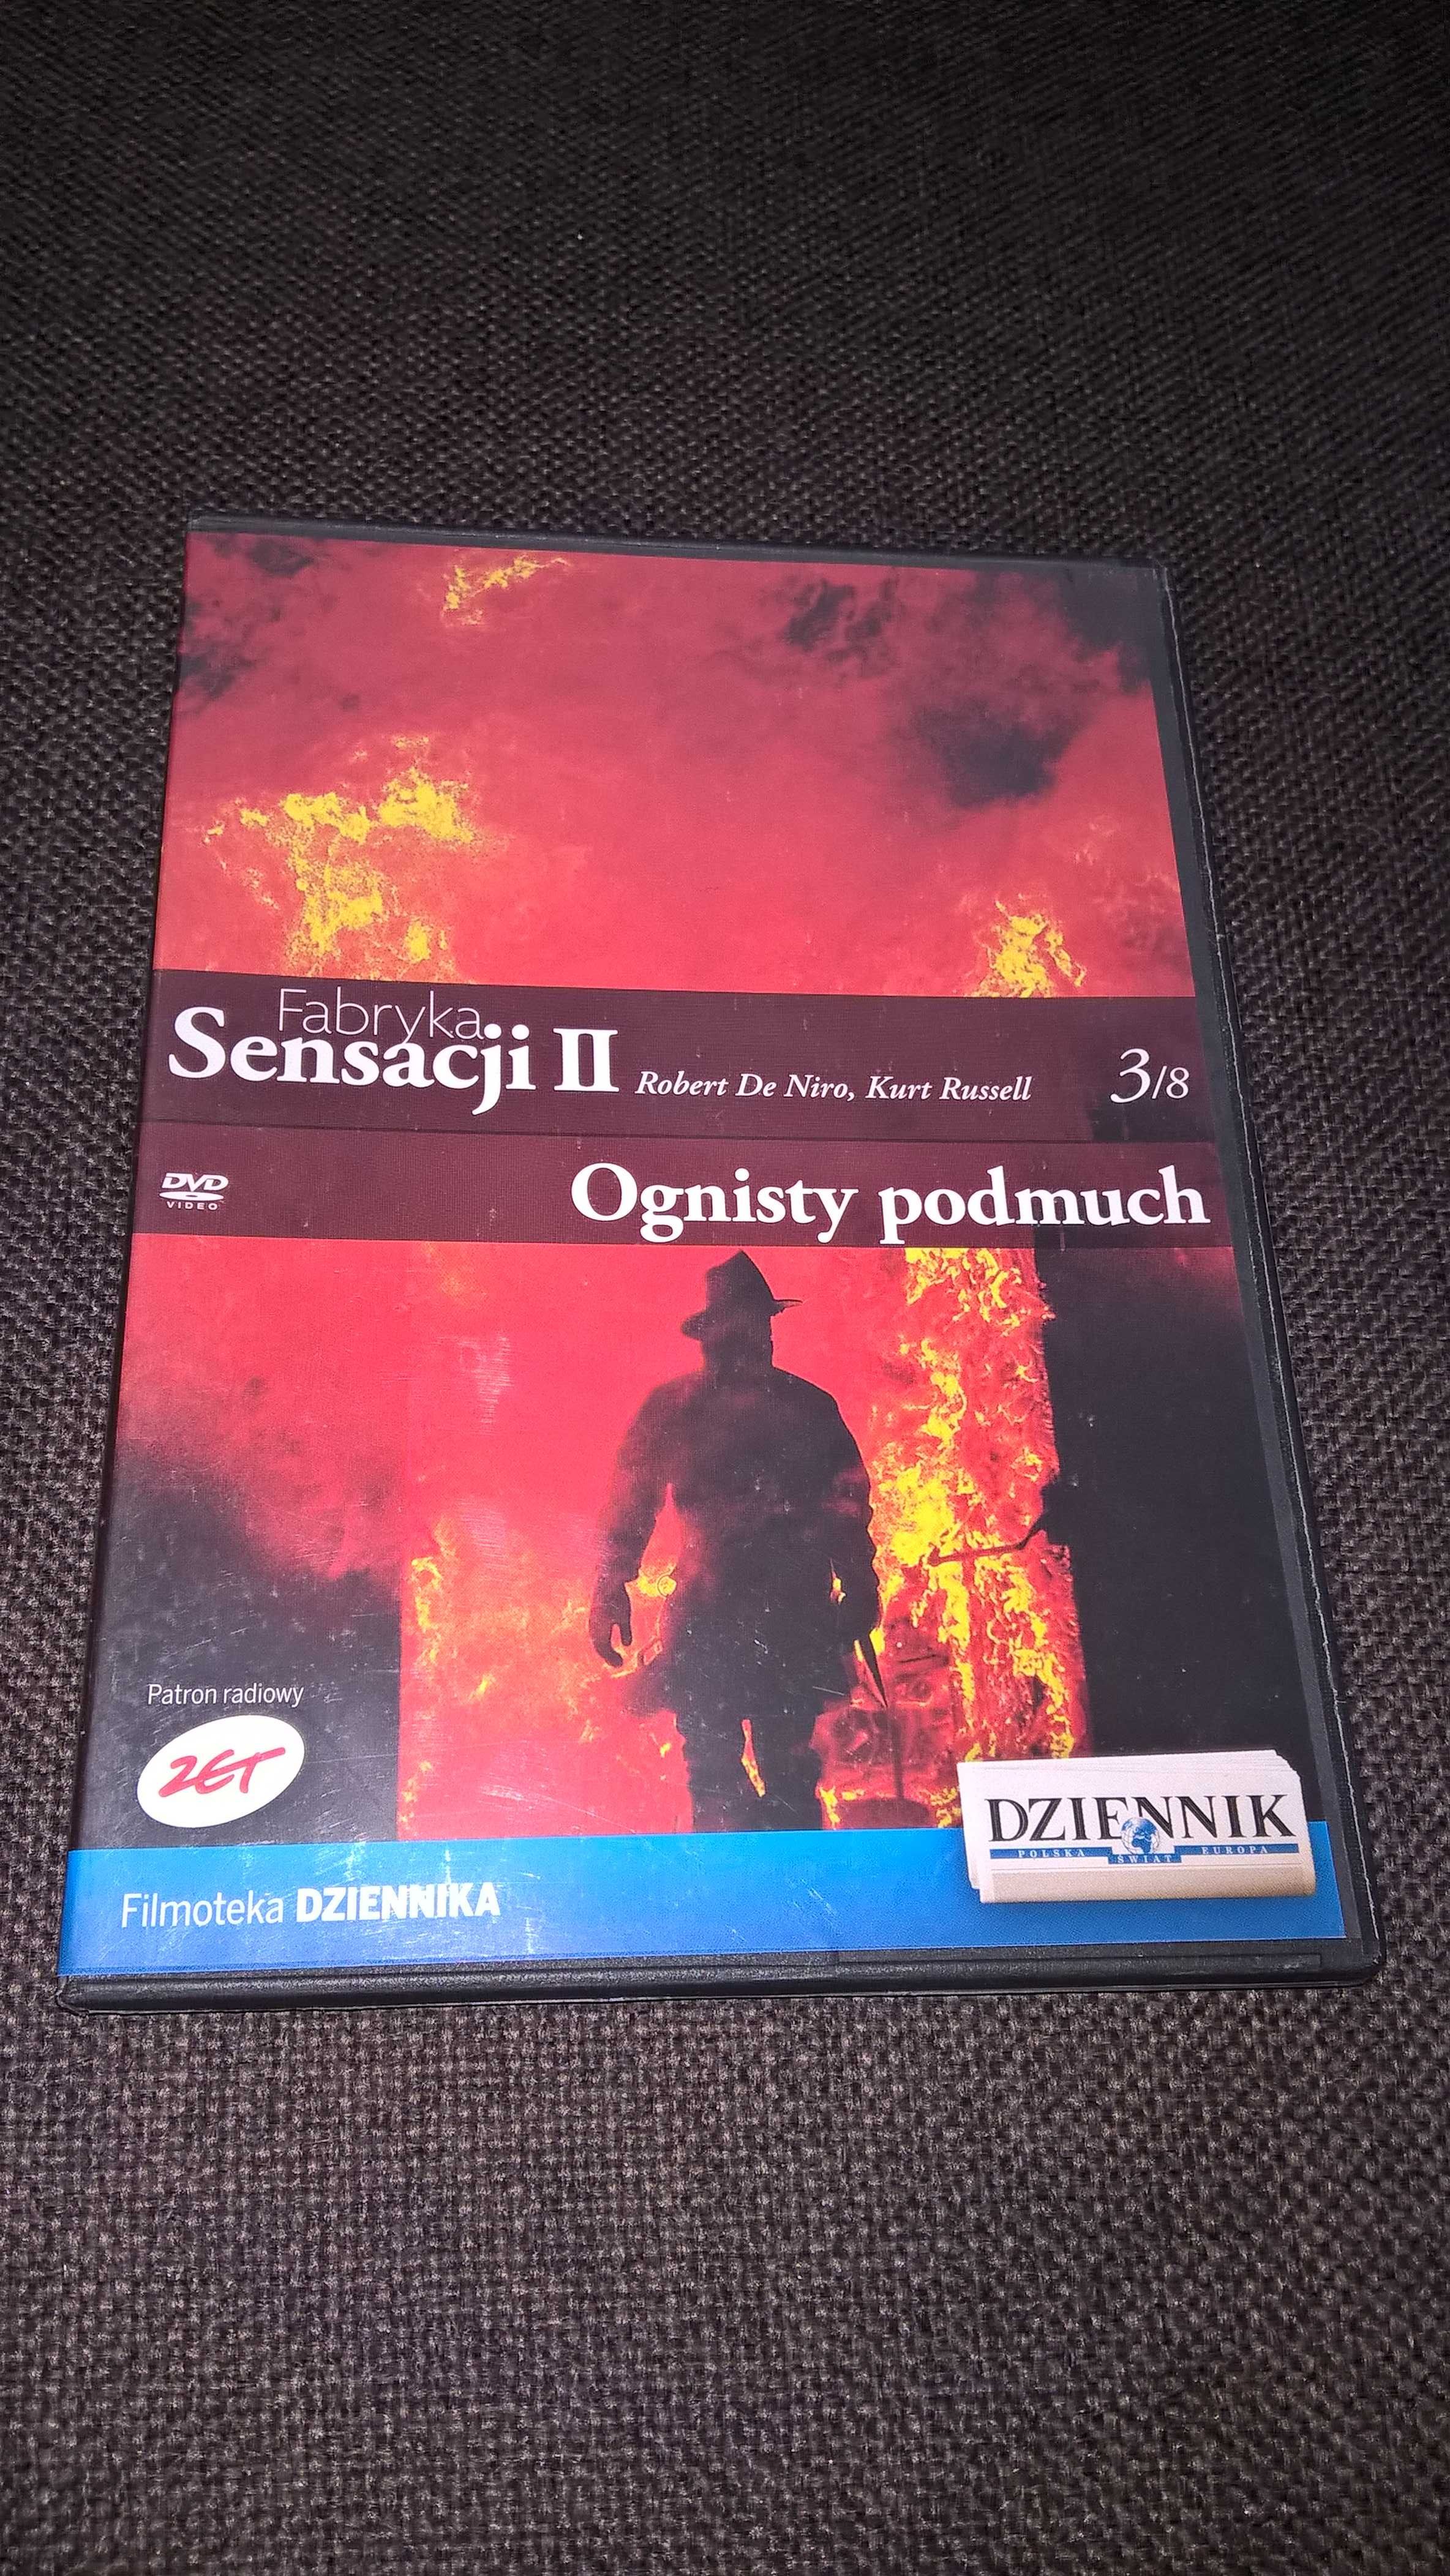 Fabryka
Sensacji II Robert De Niro, Kurt Russell 3/8
DVD
VIDEO
Ognisty podmuch
Patron radiowy
ZET
DZIENNIK
POLSKA ŚWIAT EUROPA
Filmoteka DZIENNIKA